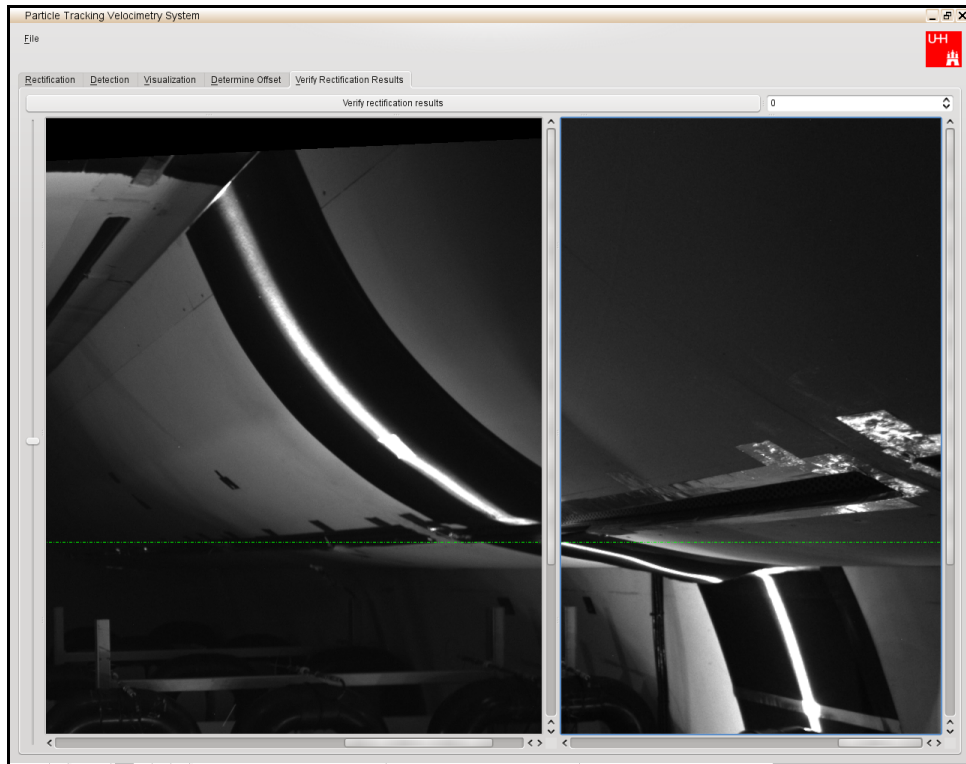 Particle Tracking Velocimetry System
File
UH
Rectification Detection Visualization Determine Offset Verify Rectification Results
Verify rectification results 0